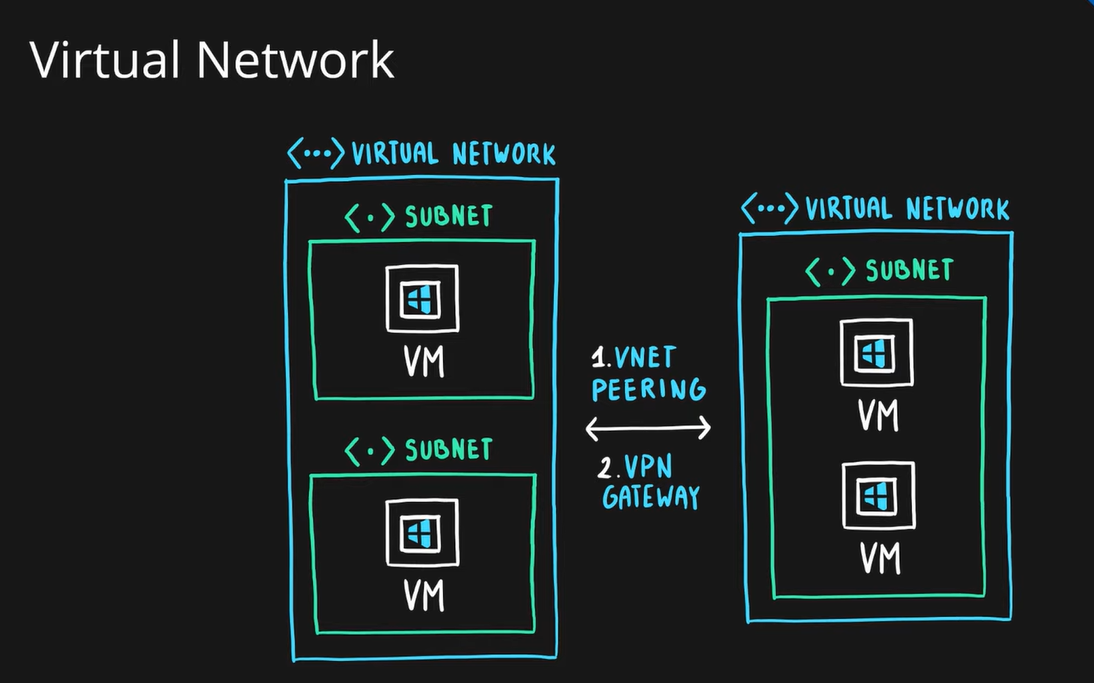 Virtual Network
<···> VIRTUAL NETWORK
<·> SUBNET
VM
<·> SUBNET
VM
1. VNET
PEERING
2. VPN
GATEWAY
<···> VIRTUAL NETWORK
<·> SUBNET
VM
VM